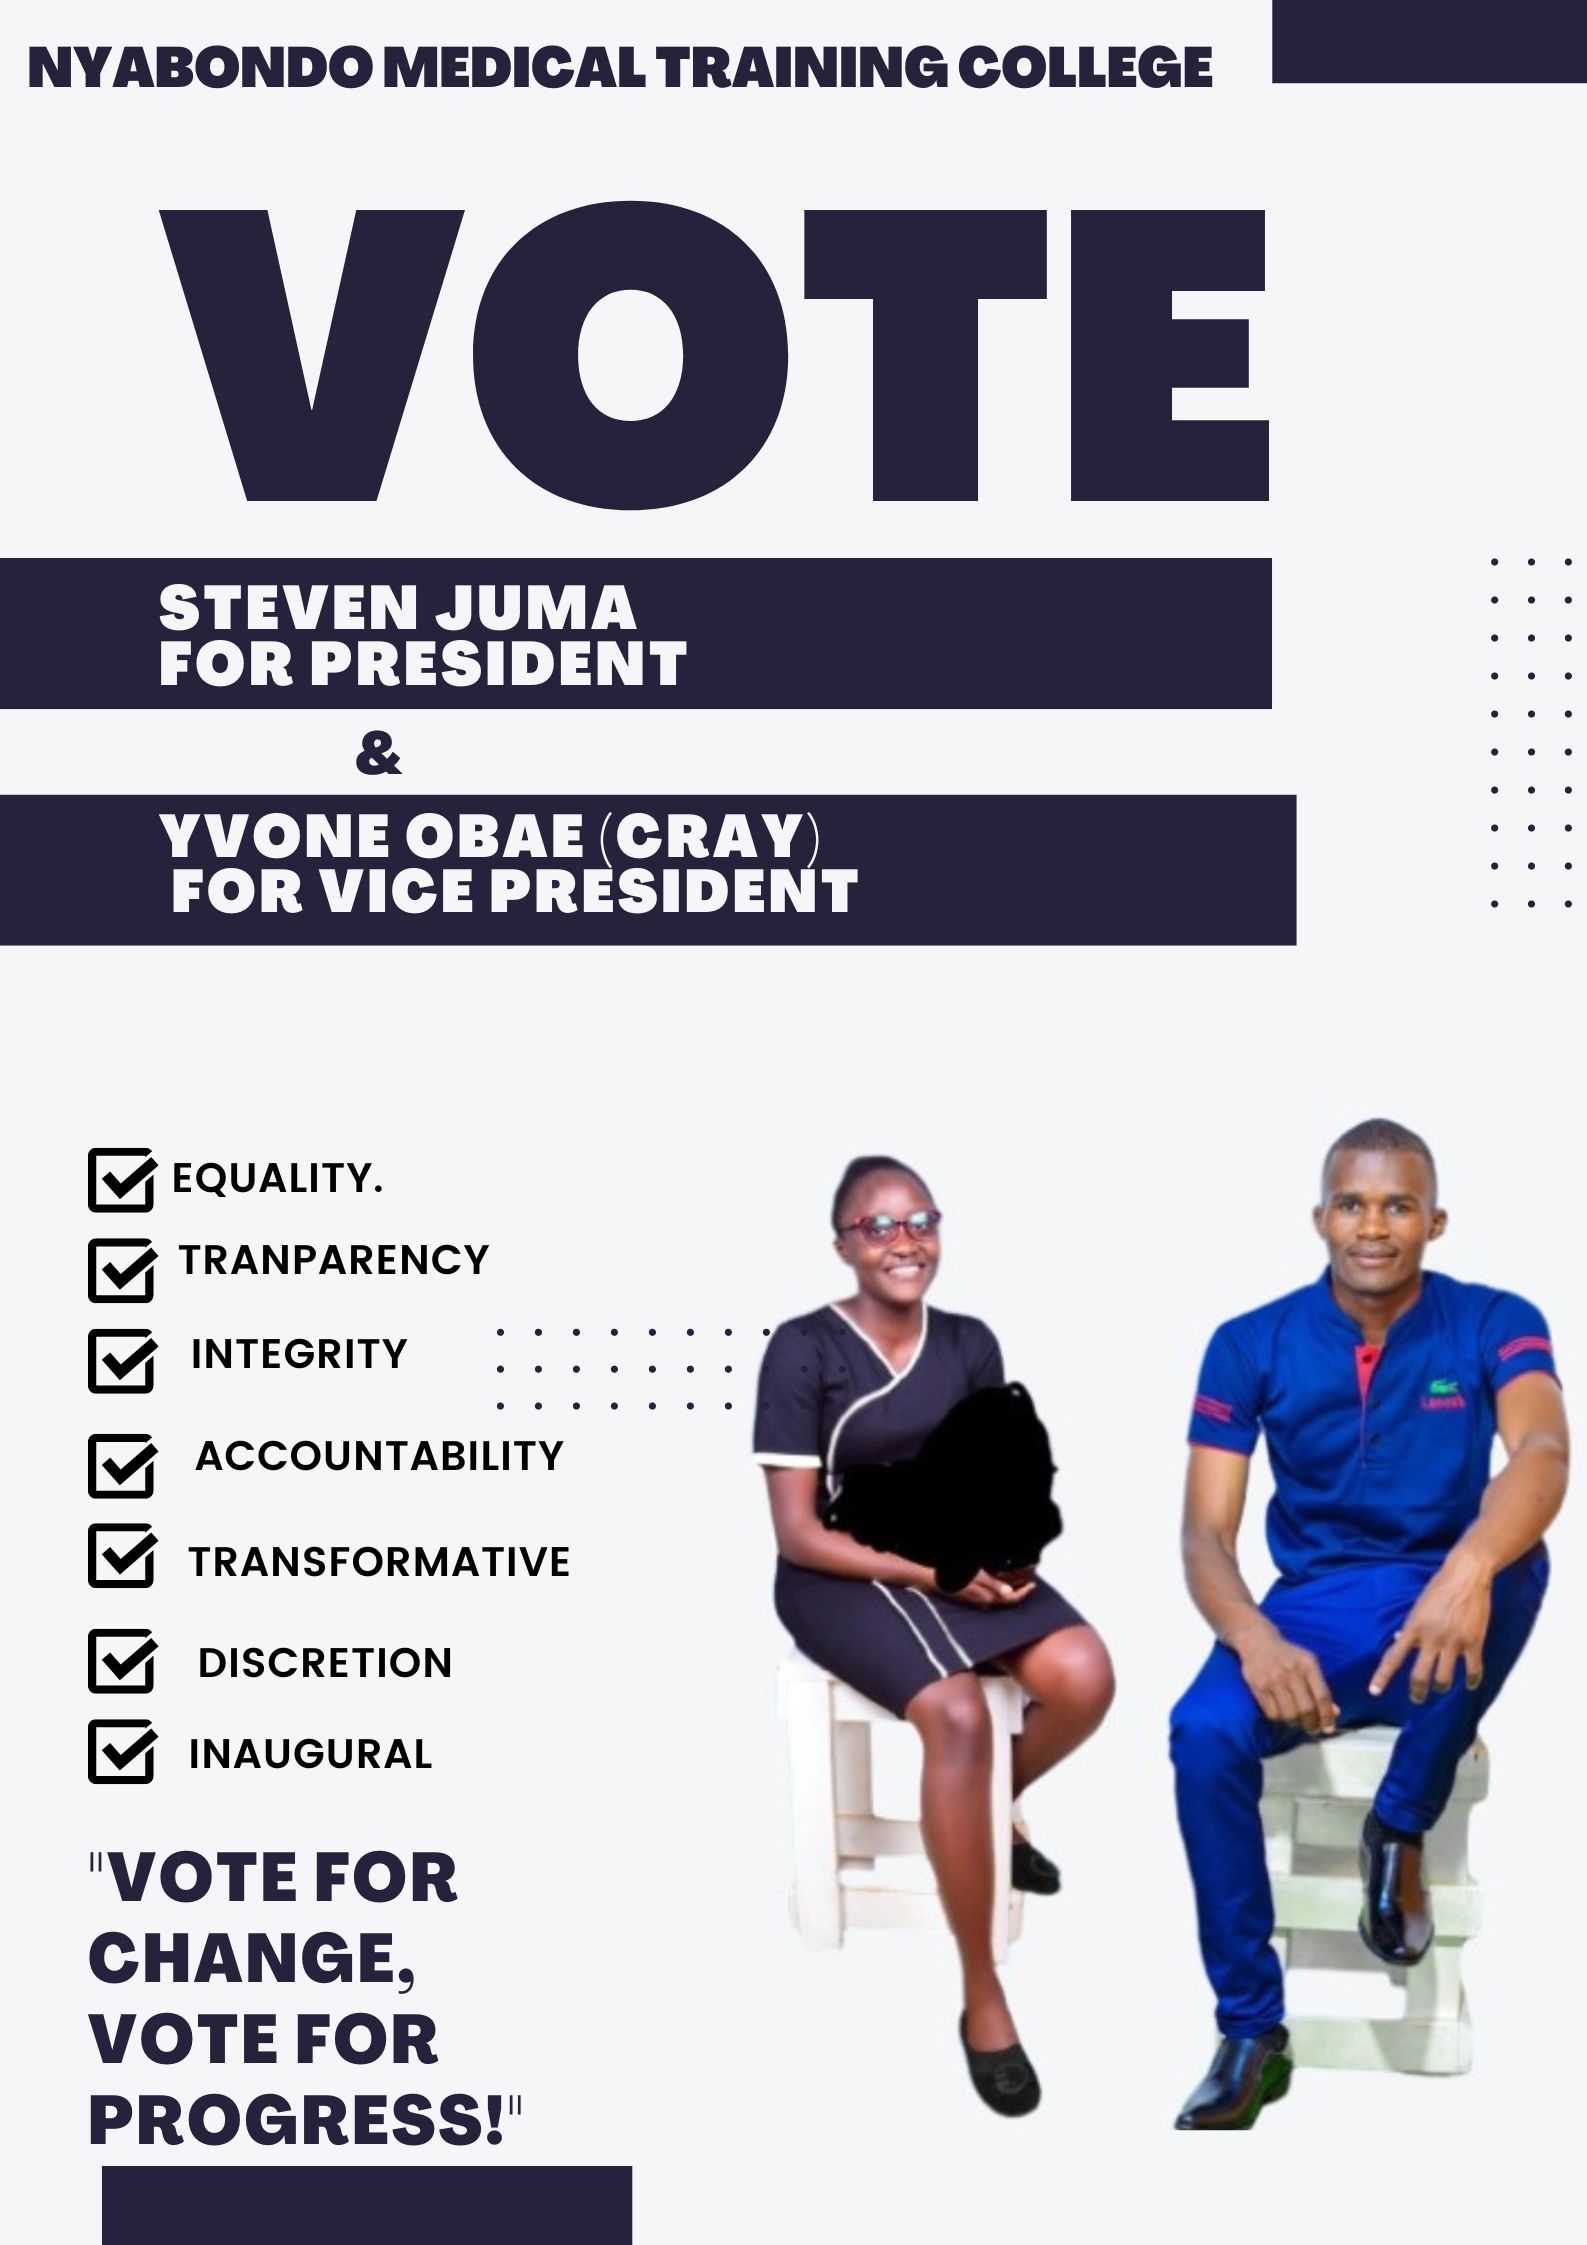 NYABONDO MEDICAL TRAINING COLLEGE
VOTE
STEVEN JUMA
FOR PRESIDENT
&
YVONE OBAE (CRAY)
FOR VICE PRESIDENT
EQUALITY.
TRANPARENCY
INTEGRITY
ACCOUNTABILITY
TRANSFORMATIVE
DISCRETION
INAUGURAL
"VOTE FOR
CHANGE,
VOTE FOR
PROGRESS!"